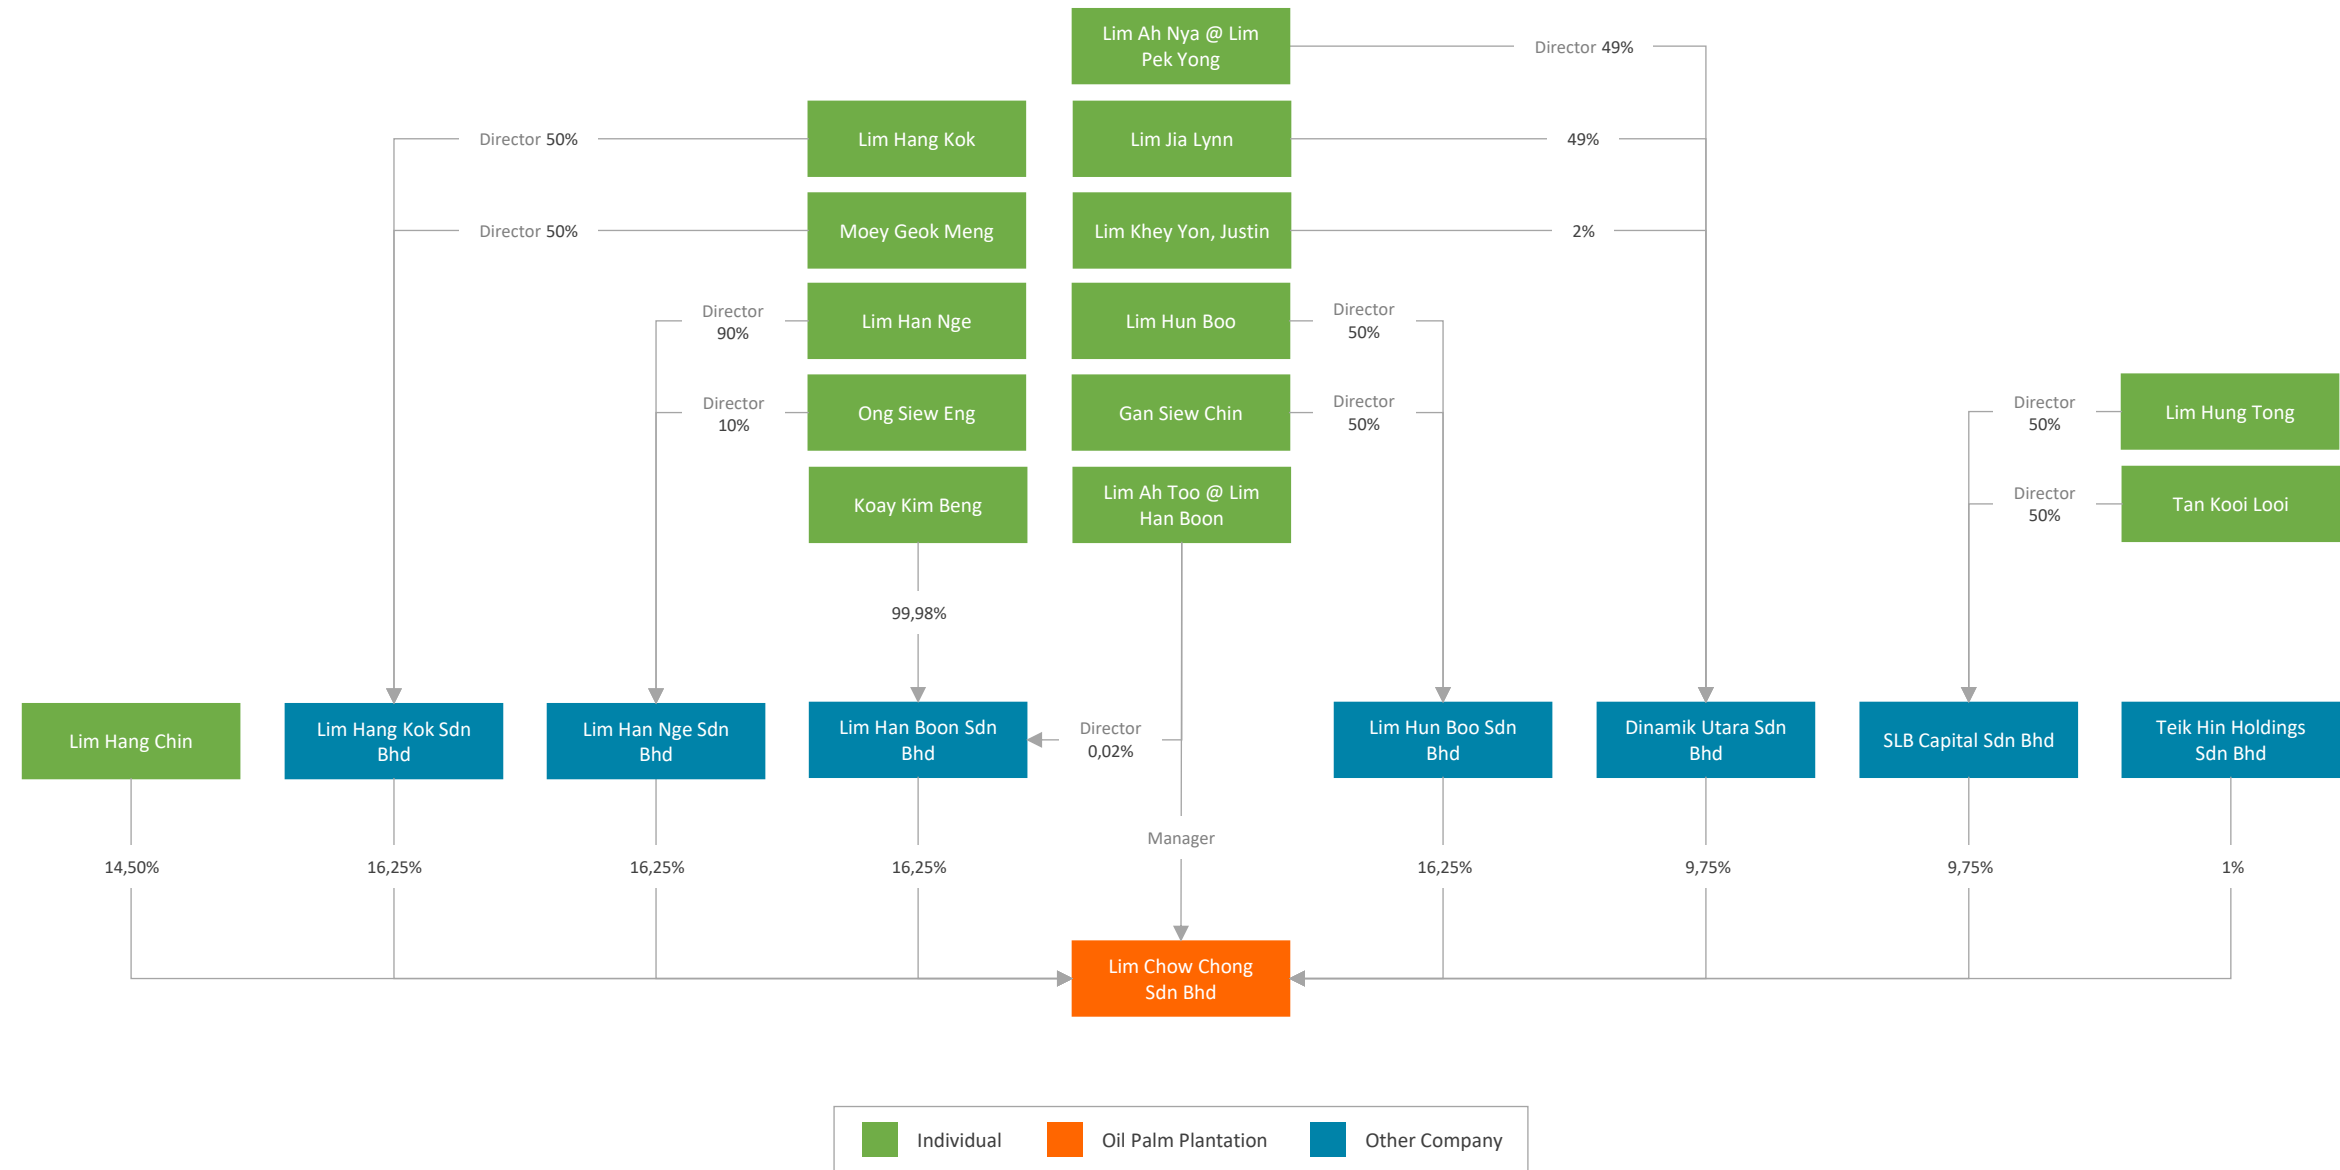 Lim Ah Nya @ Lim
Pek Yong
Director 49%
Director 50%
Lim Hang Kok
Lim Jia Lynn
49%
Director 50%
Moey Geok Meng
Lim Khey Yon, Justin
2%
Director
90%
Lim Han Nge
Lim Hun Boo
Director
50%
Director
10%
Ong Siew Eng
Gan Siew Chin
Director
50%
Director
50%
Lim Hung Tong
Koay Kim Beng
Lim Ah Too @ Lim
Han Boon
Director
50%
Tan Kooi Looi
99,98%
Lim Hang Chin
Lim Hang Kok Sdn
Bhd
Lim Han Nge Sdn
Bhd
Lim Han Boon Sdn
Bhd
Director
0,02%
Lim Hun Boo Sdn
Bhd
Dinamik Utara Sdn
Bhd
SLB Capital Sdn Bhd
Teik Hin Holdings
Sdn Bhd
Manager
14,50%
16,25%
16,25%
16,25%
16,25%
9,75%
9,75%
1%
Lim Chow Chong
Sdn Bhd
Individual
Oil Palm Plantation
Other Company